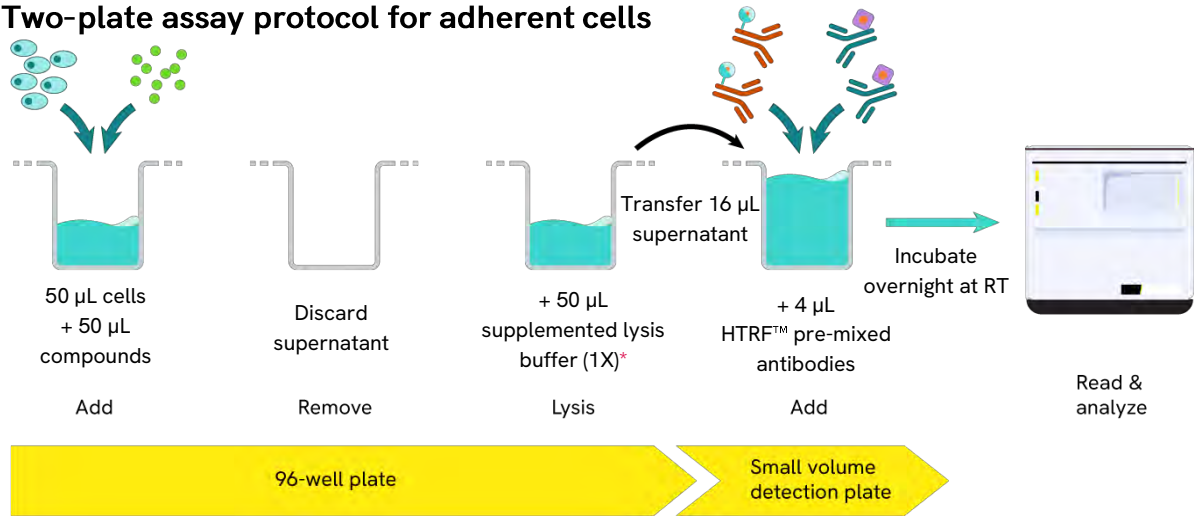 Two-plate assay protocol for adherent cells
50 µL cells
+ 50 µL
compounds
Discard
supernatant
+ 50 µL
supplemented lysis
buffer (1X)*
Transfer 16 µL
supernatant
+ 4 µL
HTRF™ pre-mixed
antibodies
Incubate
overnight at RT
Add
Remove
Lysis
Add
Read &
analyze
96-well plate
Small volume
detection plate